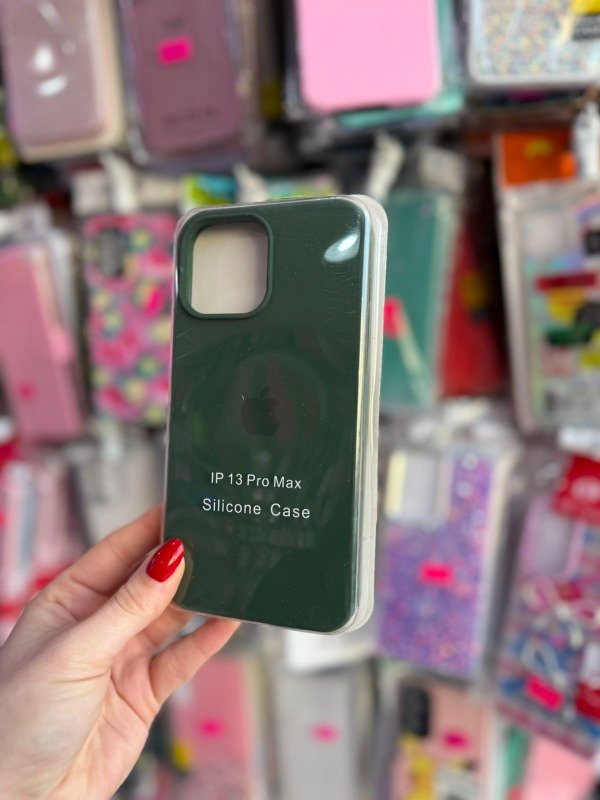 IP 13 Pro Max
Silicone Case